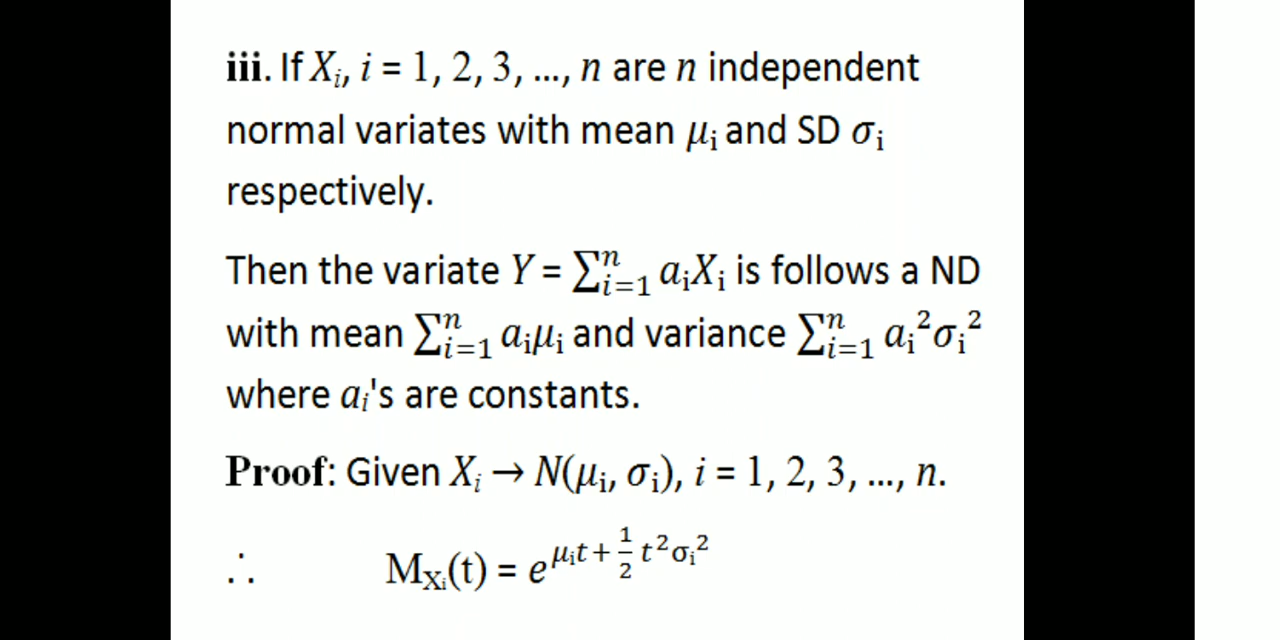 iii. If Xᵢ, i = 1, 2, 3, ..., n are n independent
normal variates with mean μᵢ and SD σᵢ
respectively.
Then the variate Y = ∑ⁿᵢ₌₁ aᵢXᵢ is follows a ND
with mean ∑ⁿᵢ₌₁ aᵢμᵢ and variance ∑ⁿᵢ₌₁ aᵢ²σᵢ²
where aᵢ's are constants.
Proof: Given Xᵢ → N(μᵢ, σᵢ), i = 1, 2, 3, ..., n.
∴ M_Xᵢ(t) = e^(μᵢt + 1/2 t²σᵢ²)